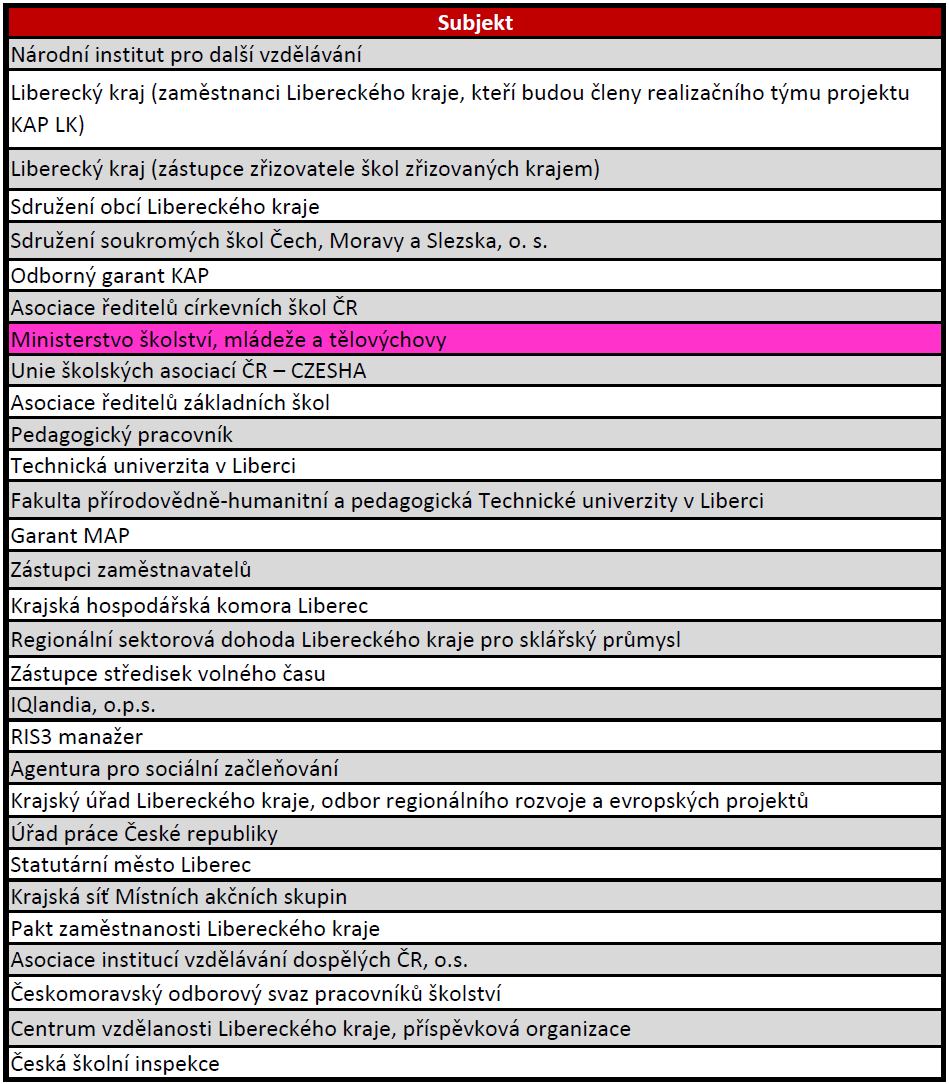 Subjekt
Národní institut pro další vzdělávání
Liberecký kraj (zaměstnanci Libereckého kraje, kteří budou členy realizačního týmu projektu
KAP LK)
Liberecký kraj (zástupce zřizovatele škol zřizovaných krajem)
Sdružení obcí Libereckého kraje
Sdružení soukromých škol Čech, Moravy a Slezska, o. s.
Odborný garant KAP
Asociace ředitelů církevních škol ČR
Ministerstvo školství, mládeže a tělovýchovy
Unie školských asociací ČR – CZESHA
Asociace ředitelů základních škol
Pedagogický pracovník
Technická univerzita v Liberci
Fakulta přírodovědně-humanitní a pedagogická Technické univerzity v Liberci
Garant MAP
Zástupci zaměstnavatelů
Krajská hospodářská komora Liberec
Regionální sektorová dohoda Libereckého kraje pro sklářský průmysl
Zástupce středisek volného času
IQlandia, o.p.s.
RIS3 manažer
Agentura pro sociální začleňování
Krajský úřad Libereckého kraje, odbor regionálního rozvoje a evropských projektů
Úřad práce České republiky
Statutární město Liberec
Krajská síť Místních akčních skupin
Pakt zaměstnanosti Libereckého kraje
Asociace institucí vzdělávání dospělých ČR, o.s.
Českomoravský odborový svaz pracovníků školství
Centrum vzdělanosti Libereckého kraje, příspěvková organizace
Česká školní inspekce